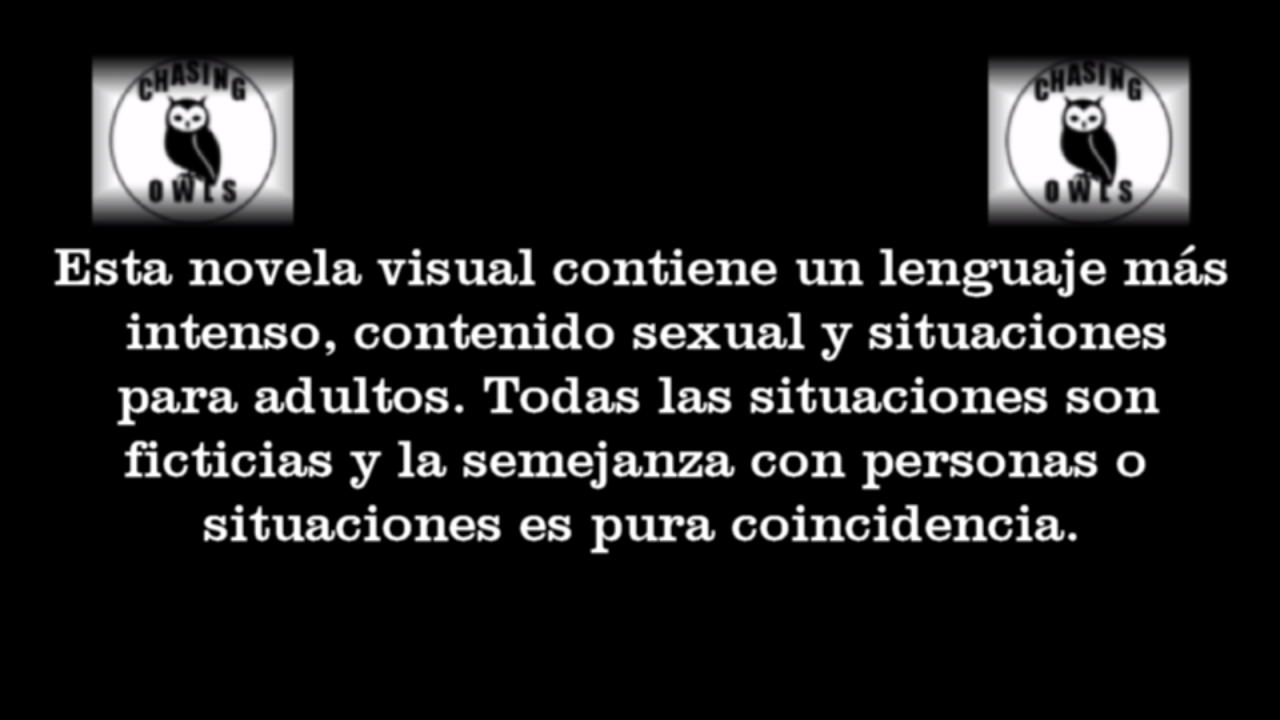 CHASING
OWLS
CHASING
OWLS
Esta novela visual contiene un lenguaje más
intenso, contenido sexual y situaciones
para adultos. Todas las situaciones son
ficticias y la semejanza con personas o
situaciones es pura coincidencia.